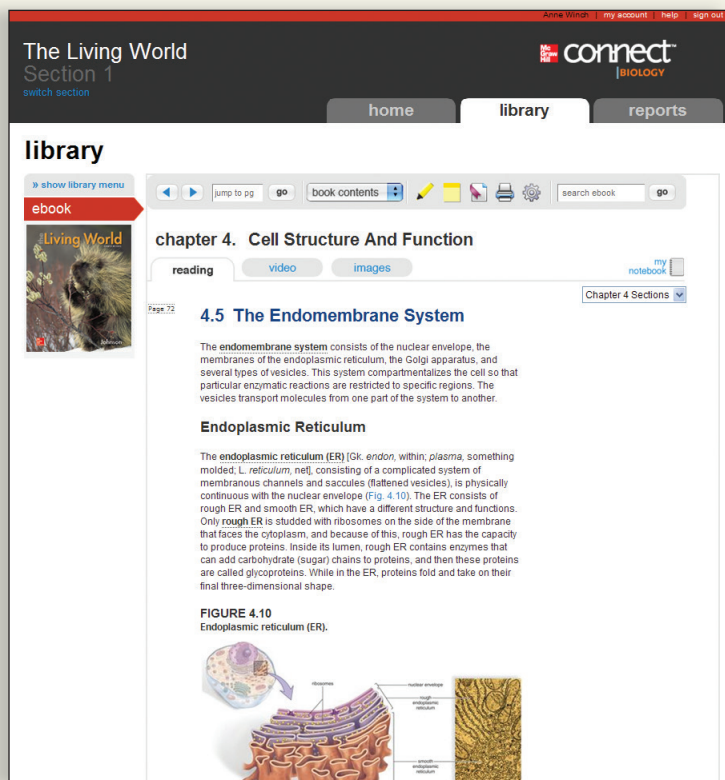 Anne Winch | my account | help | sign out
The Living World
Section 1
switch section
Mc Graw Hill connect
BIOLOGY
home library reports
library
» show library menu
ebook
Living World
Johnson
jump to pg go book contents search ebook go
chapter 4. Cell Structure And Function
reading video images
my notebook
Chapter 4 Sections
Page 72
4.5 The Endomembrane System
The endomembrane system consists of the nuclear envelope, the
membranes of the endoplasmic reticulum, the Golgi apparatus, and
several types of vesicles. This system compartmentalizes the cell so that
particular enzymatic reactions are restricted to specific regions. The
vesicles transport molecules from one part of the system to another.
Endoplasmic Reticulum
The endoplasmic reticulum (ER) [Gk. endon, within; plasma, something
molded; L. reticulum, net], consisting of a complicated system of
membranous channels and saccules (flattened vesicles), is physically
continuous with the nuclear envelope (Fig. 4.10). The ER consists of
rough ER and smooth ER, which have a different structure and functions.
Only rough ER is studded with ribosomes on the side of the membrane
that faces the cytoplasm, and because of this, rough ER has the capacity
to produce proteins. Inside its lumen, rough ER contains enzymes that
can add carbohydrate (sugar) chains to proteins, and then these proteins
are called glycoproteins. While in the ER, proteins fold and take on their
final three-dimensional shape.
FIGURE 4.10
Endoplasmic reticulum (ER).
ribosomes
nuclear envelope
rough
endoplasmic
reticulum
smooth
endoplasmic
reticulum